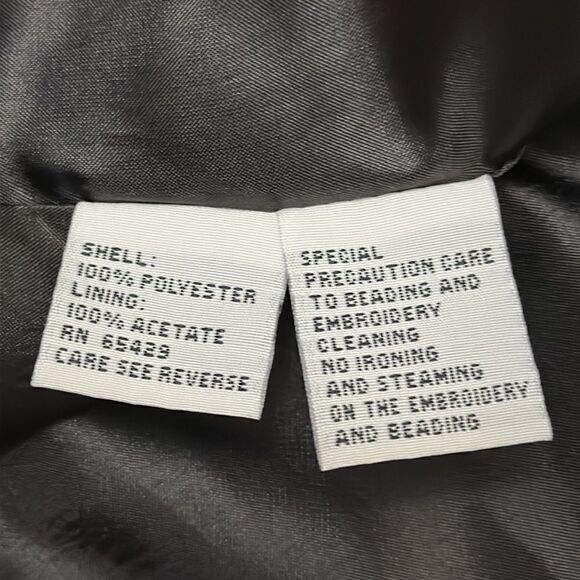 SHELL:
100% POLYESTER
LINING:
100% ACETATE
RN 65439
CARE SEE REVERSE
SPECIAL
PRECAUTION CARE
TO BEADING AND
EMBROIDERY
CLEANING
NO IRONING
AND STEAMING
ON THE EMBROIDERY
AND BEADING